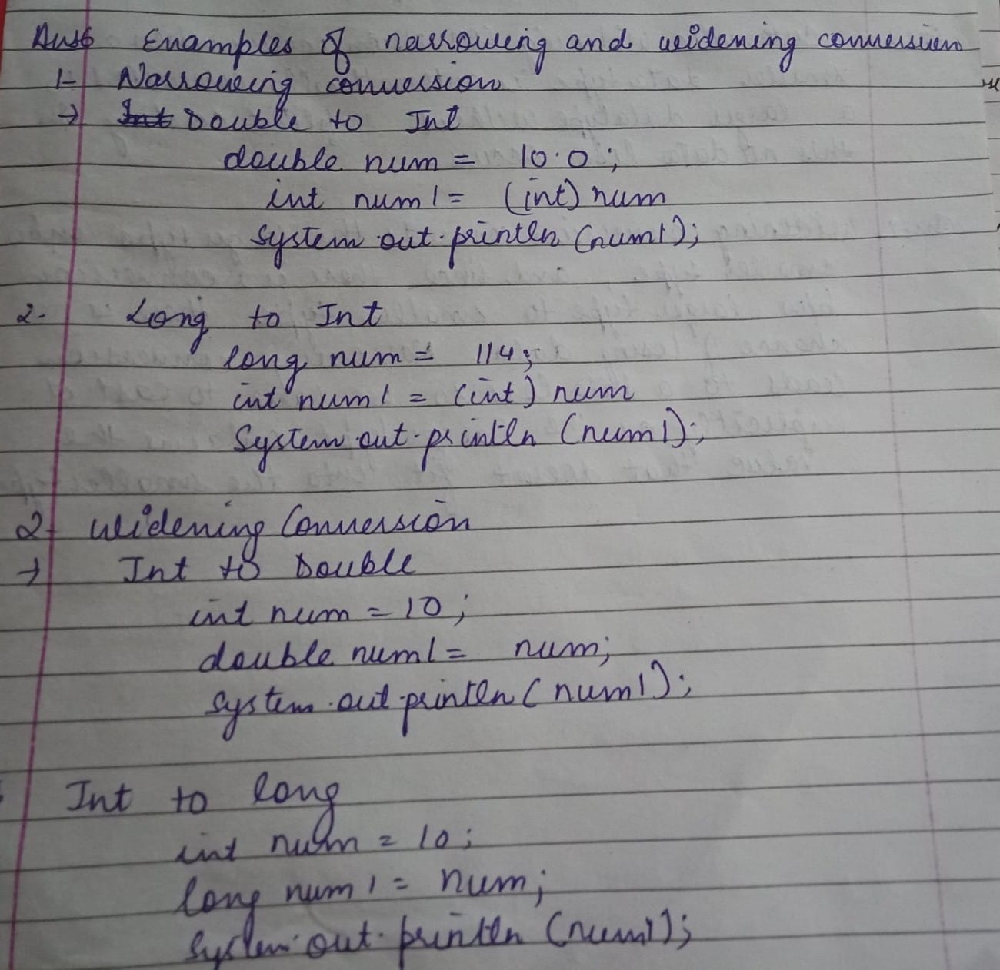 Ans6 Examples of narrowing and widening conversion
1- Narrowing conversion
→ Int Double to Int
double num = 10.0;
int num1 = (int) num
system.out.println (num1);
2- Long to Int
long num = 114;
int num1 = (int) num
System.out.println (num1);
2- Widening Conversion
→ Int to Double
int num = 10;
double num1 = num;
system.out.println (num1);
Int to long
int num = 10;
long num1 = num;
system.out.println (num1);